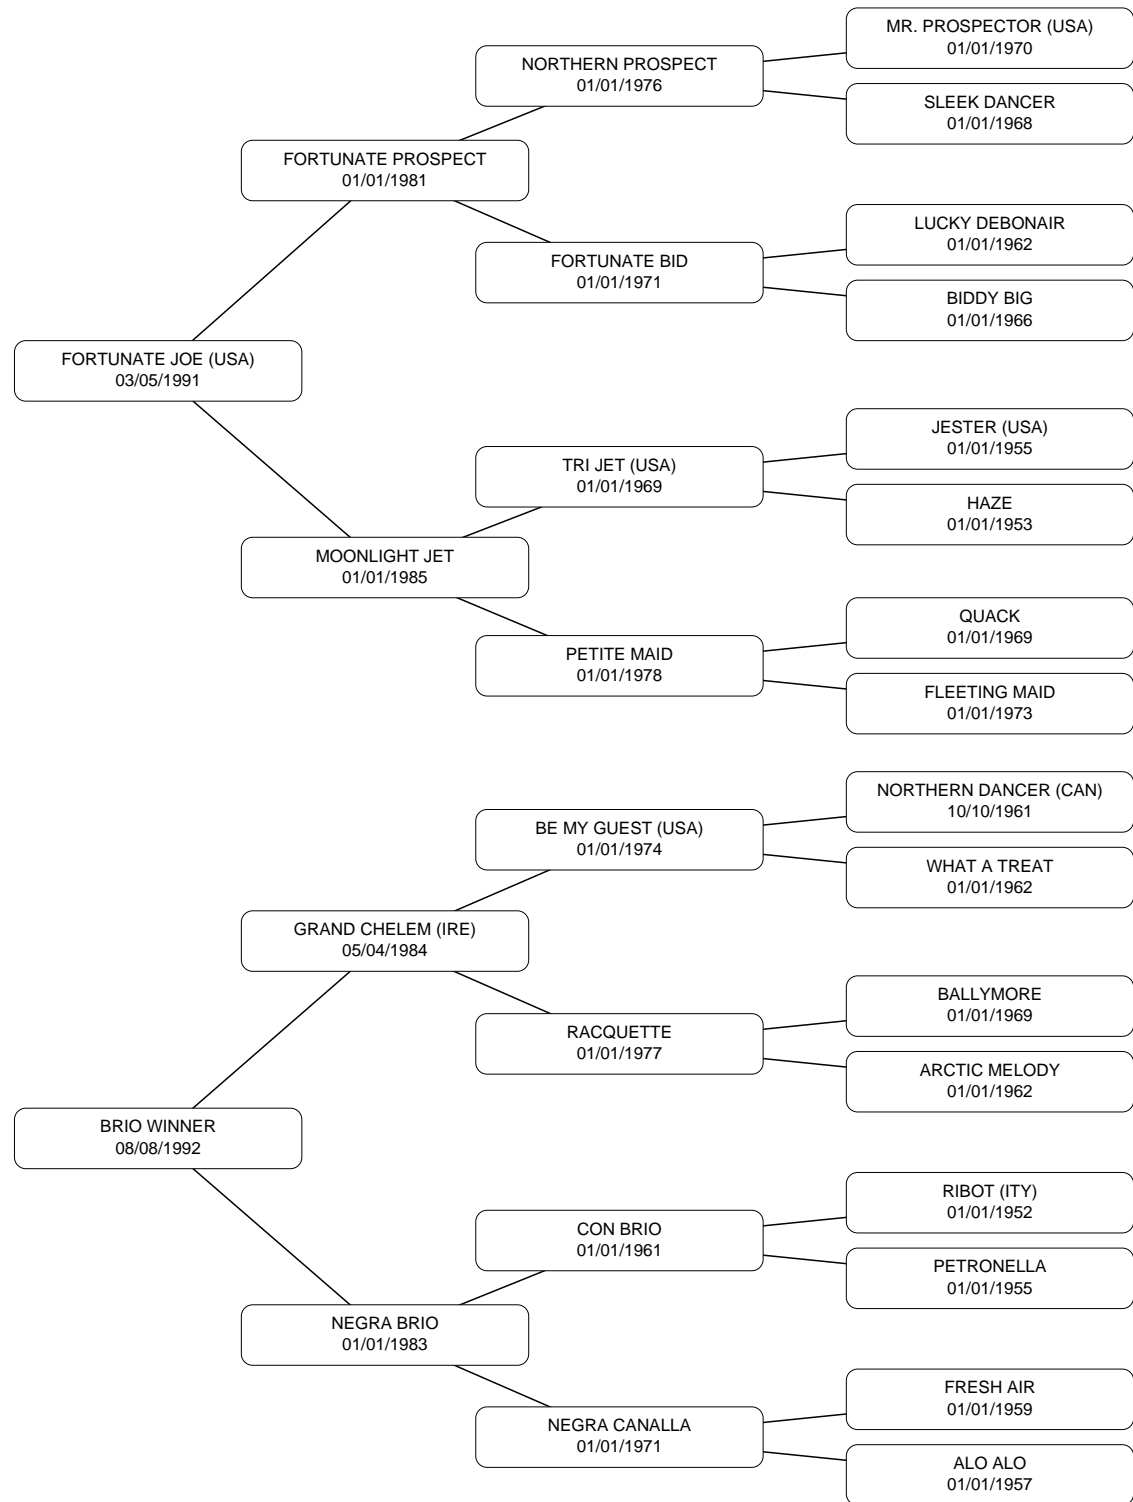 MR. PROSPECTOR (USA)
01/01/1970
NORTHERN PROSPECT
01/01/1976
SLEEK DANCER
01/01/1968
FORTUNATE PROSPECT
01/01/1981
LUCKY DEBONAIR
01/01/1962
FORTUNATE BID
01/01/1971
BIDDY BIG
01/01/1966
FORTUNATE JOE (USA)
03/05/1991
JESTER (USA)
01/01/1955
TRI JET (USA)
01/01/1969
HAZE
01/01/1953
MOONLIGHT JET
01/01/1985
QUACK
01/01/1969
PETITE MAID
01/01/1978
FLEETING MAID
01/01/1973
NORTHERN DANCER (CAN)
10/10/1961
BE MY GUEST (USA)
01/01/1974
WHAT A TREAT
01/01/1962
GRAND CHELEM (IRE)
05/04/1984
BALLYMORE
01/01/1969
RACQUETTE
01/01/1977
ARCTIC MELODY
01/01/1962
BRIO WINNER
08/08/1992
RIBOT (ITY)
01/01/1952
CON BRIO
01/01/1961
PETRONELLA
01/01/1955
NEGRA BRIO
01/01/1983
FRESH AIR
01/01/1959
NEGRA CANALLA
01/01/1971
ALO ALO
01/01/1957